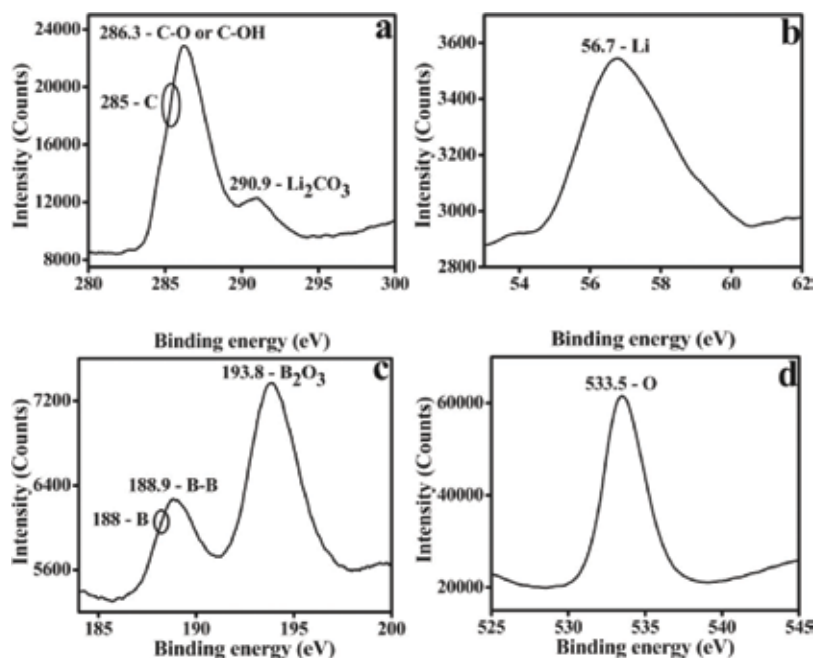 a
286.3 - C-O or C-OH
285 - C
290.9 - Li₂CO₃
Intensity (Counts)
24000
20000
16000
12000
8000
280 285 290 295 300
Binding energy (eV)
b
56.7 - Li
Intensity (Counts)
3600
3400
3200
3000
2800
54 56 58 60 625
Binding energy (eV)
c
193.8 - B₂O₃
188.9 - B-B
188 - B
Intensity (Counts)
7200
6400
5600
185 190 195 200
Binding energy (eV)
d
533.5 - O
Intensity (Counts)
60000
40000
20000
525 530 535 540 545
Binding energy (eV)